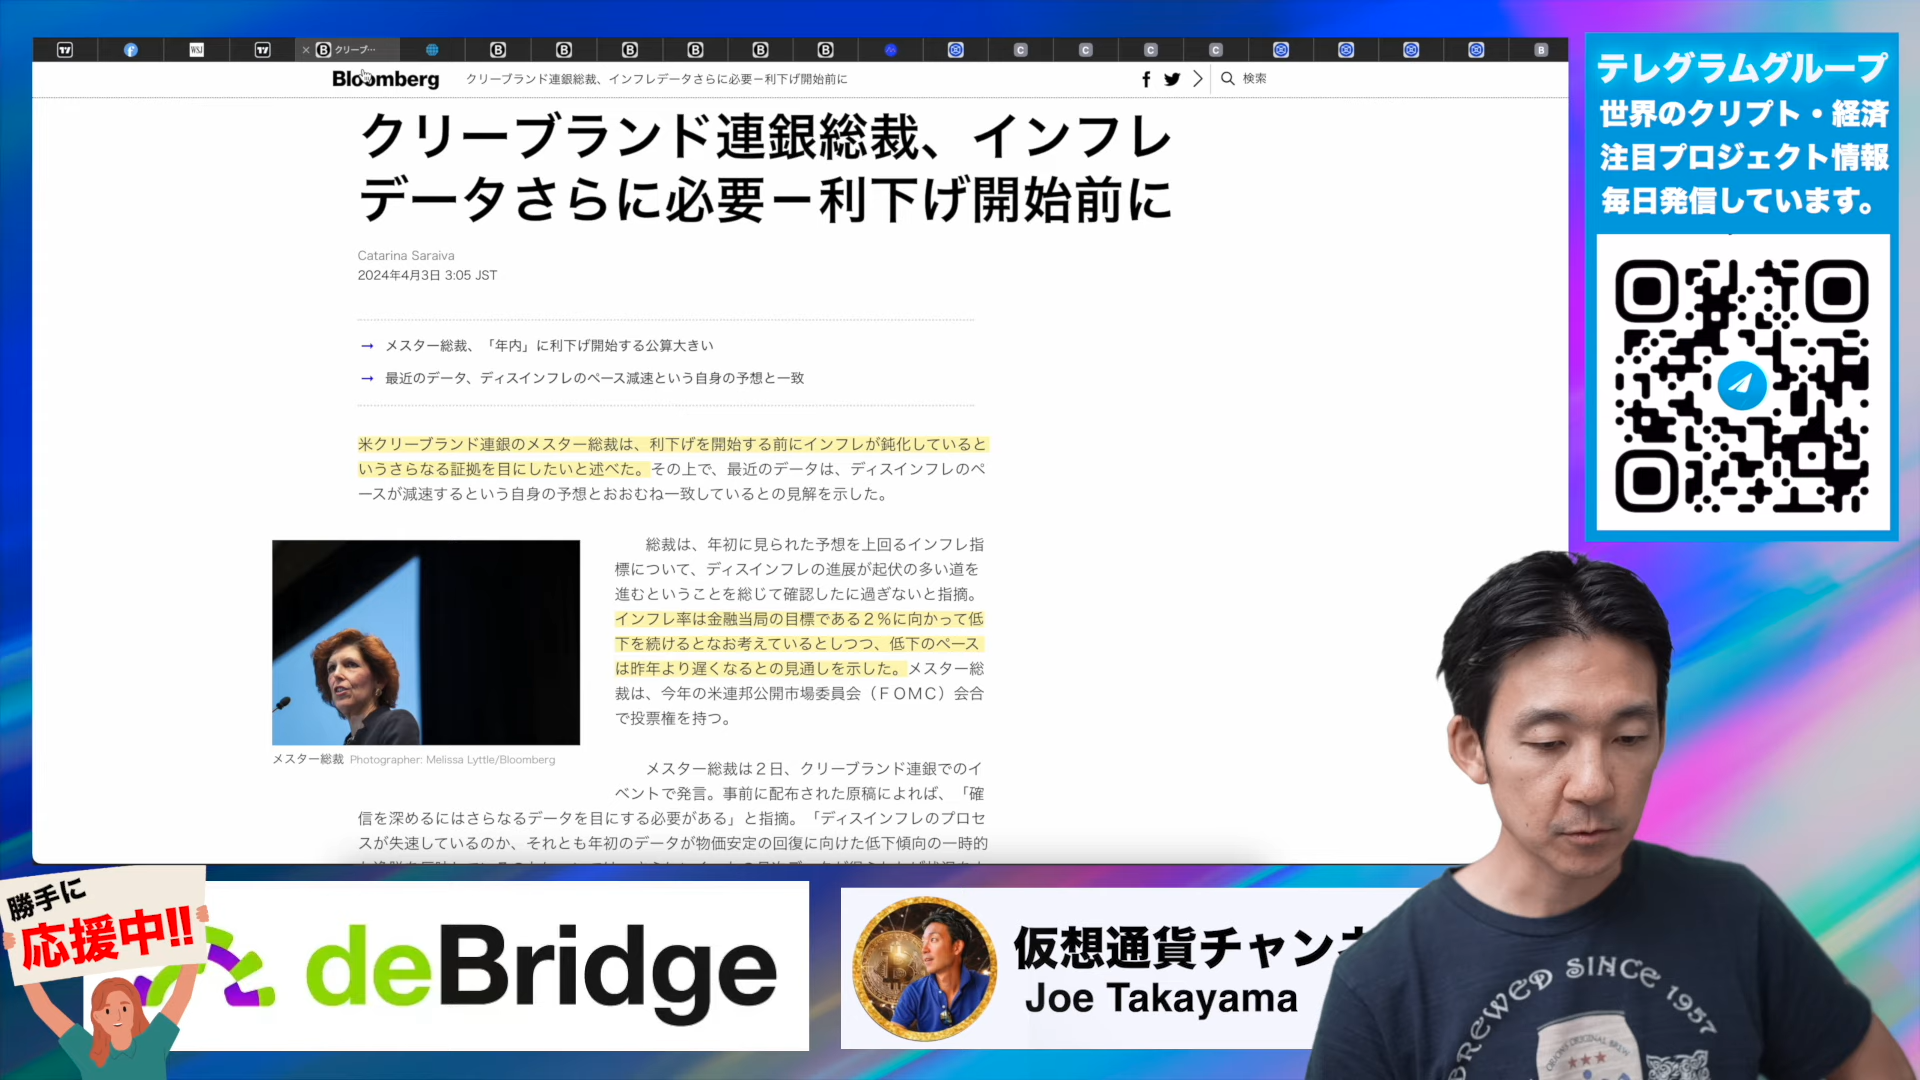 クリーブ…
Bloomberg
クリーブランド連銀総裁、インフレデータさらに必要－利下げ開始前に
検索
クリーブランド連銀総裁、インフレ
データさらに必要－利下げ開始前に
Catarina Saraiva
2024年4月3日 3:05 JST
→ メスター総裁、「年内」に利下げ開始する公算大きい
→ 最近のデータ、ディスインフレのペース減速という自身の予想と一致
米クリーブランド連銀のメスター総裁は、利下げを開始する前にインフレが鈍化していると
いうさらなる証拠を目にしたいと述べた。その上で、最近のデータは、ディスインフレのペ
ースが減速するという自身の予想とおおむね一致しているとの見解を示した。
総裁は、年初に見られた予想を上回るインフレ指
標について、ディスインフレの進展が起伏の多い道を
進むということを総じて確認したに過ぎないと指摘。
インフレ率は金融当局の目標である２％に向かって低
下を続けるとなお考えているとしつつ、低下のペース
は昨年より遅くなるとの見通しを示した。メスター総
裁は、今年の米連邦公開市場委員会（ＦＯＭＣ）会合
で投票権を持つ。
メスター総裁 Photographer: Melissa Lyttle/Bloomberg
メスター総裁は２日、クリーブランド連銀でのイ
ベントで発言。事前に配布された原稿によれば、「確
信を深めるにはさらなるデータを目にする必要がある」と指摘。「ディスインフレのプロセ
スが失速しているのか、それとも年初のデータが物価安定の回復に向けた低下傾向の一時的
テレグラムグループ
世界のクリプト・経済
注目プロジェクト情報
毎日発信しています。
勝手に
応援中!!
deBridge
仮想通貨チャン
Joe Takayama
BREWED SINCE 1957
ORION'S ORIGINAL BREW